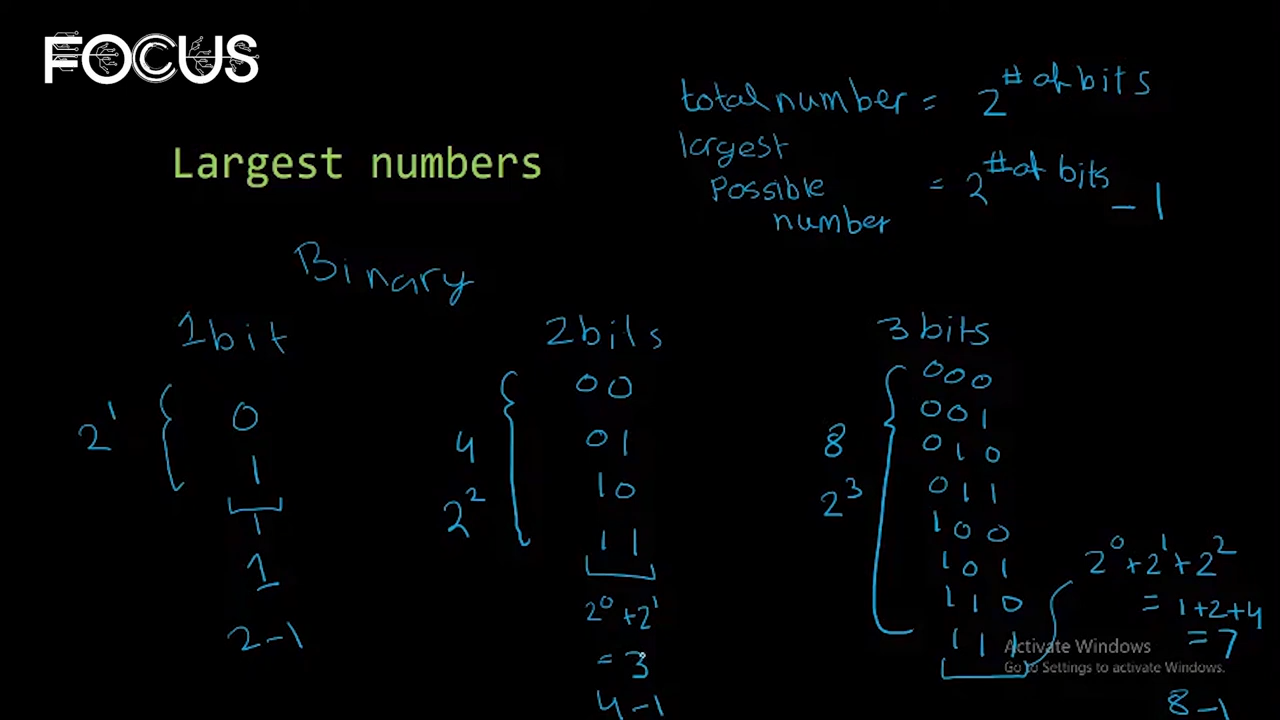 FOCUS
total number = 2^# of bits
largest
Possible
number
= 2^# of bits - 1
Largest numbers
Binary
1 bit
0
1
2^1
1
2-1
2 bits
00
01
10
11
4
2^2
2^0+2^1
= 3
4-1
3 bits
000
001
010
011
100
101
110
111
8
2^3
2^0+2^1+2^2
= 1+2+4
= 7
8-1
Activate Windows
Go to Settings to activate Windows.